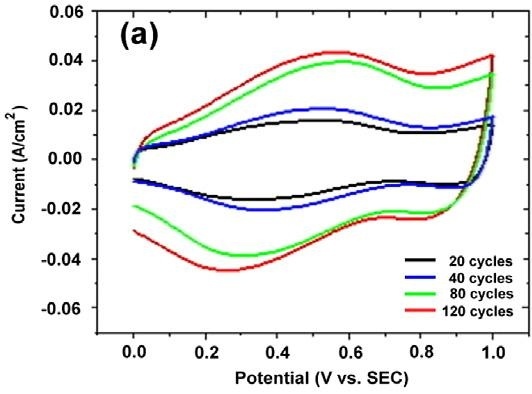 (a)
0.06
0.04
0.02
0.00
-0.02
-0.04
-0.06
Current (A/cm²)
20 cycles
40 cycles
80 cycles
120 cycles
0.0 0.2 0.4 0.6 0.8 1.0
Potential (V vs. SEC)